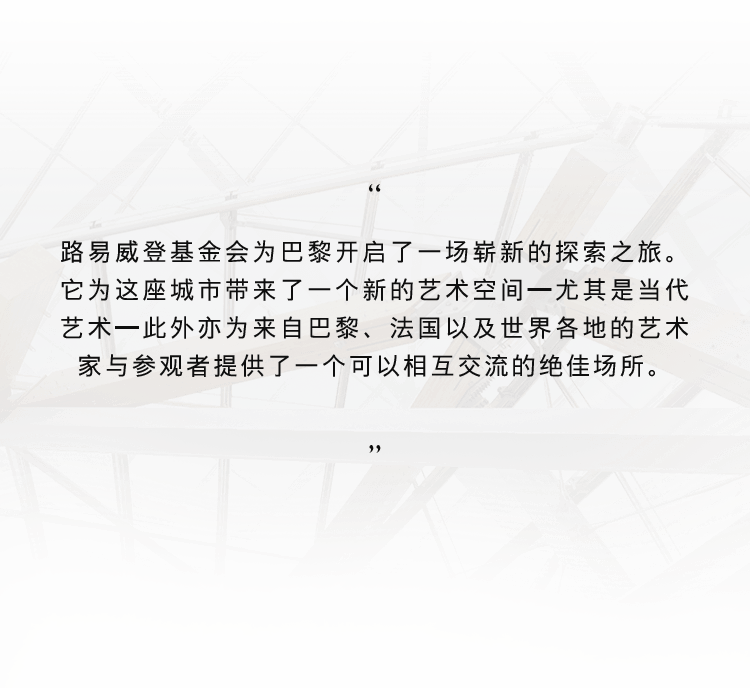 “
路易威登基金会为巴黎开启了一场崭新的探索之旅。
它为这座城市带来了一个新的艺术空间━尤其是当代
艺术━此外亦为来自巴黎、法国以及世界各地的艺术
家与参观者提供了一个可以相互交流的绝佳场所。
”